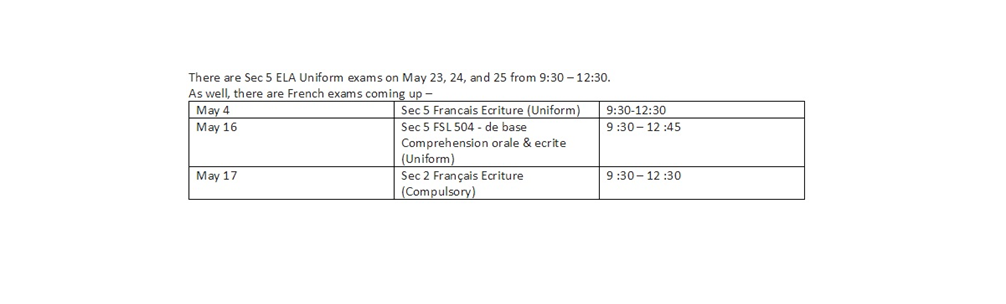 There are Sec 5 ELA Uniform exams on May 23, 24, and 25 from 9:30 – 12:30.
As well, there are French exams coming up –
May 4 Sec 5 Francais Ecriture (Uniform) 9:30-12:30
May 16 Sec 5 FSL 504 - de base 9 :30 – 12 :45
Comprehension orale & ecrite
(Uniform)
May 17 Sec 2 Français Ecriture 9 :30 – 12 :30
(Compulsory)